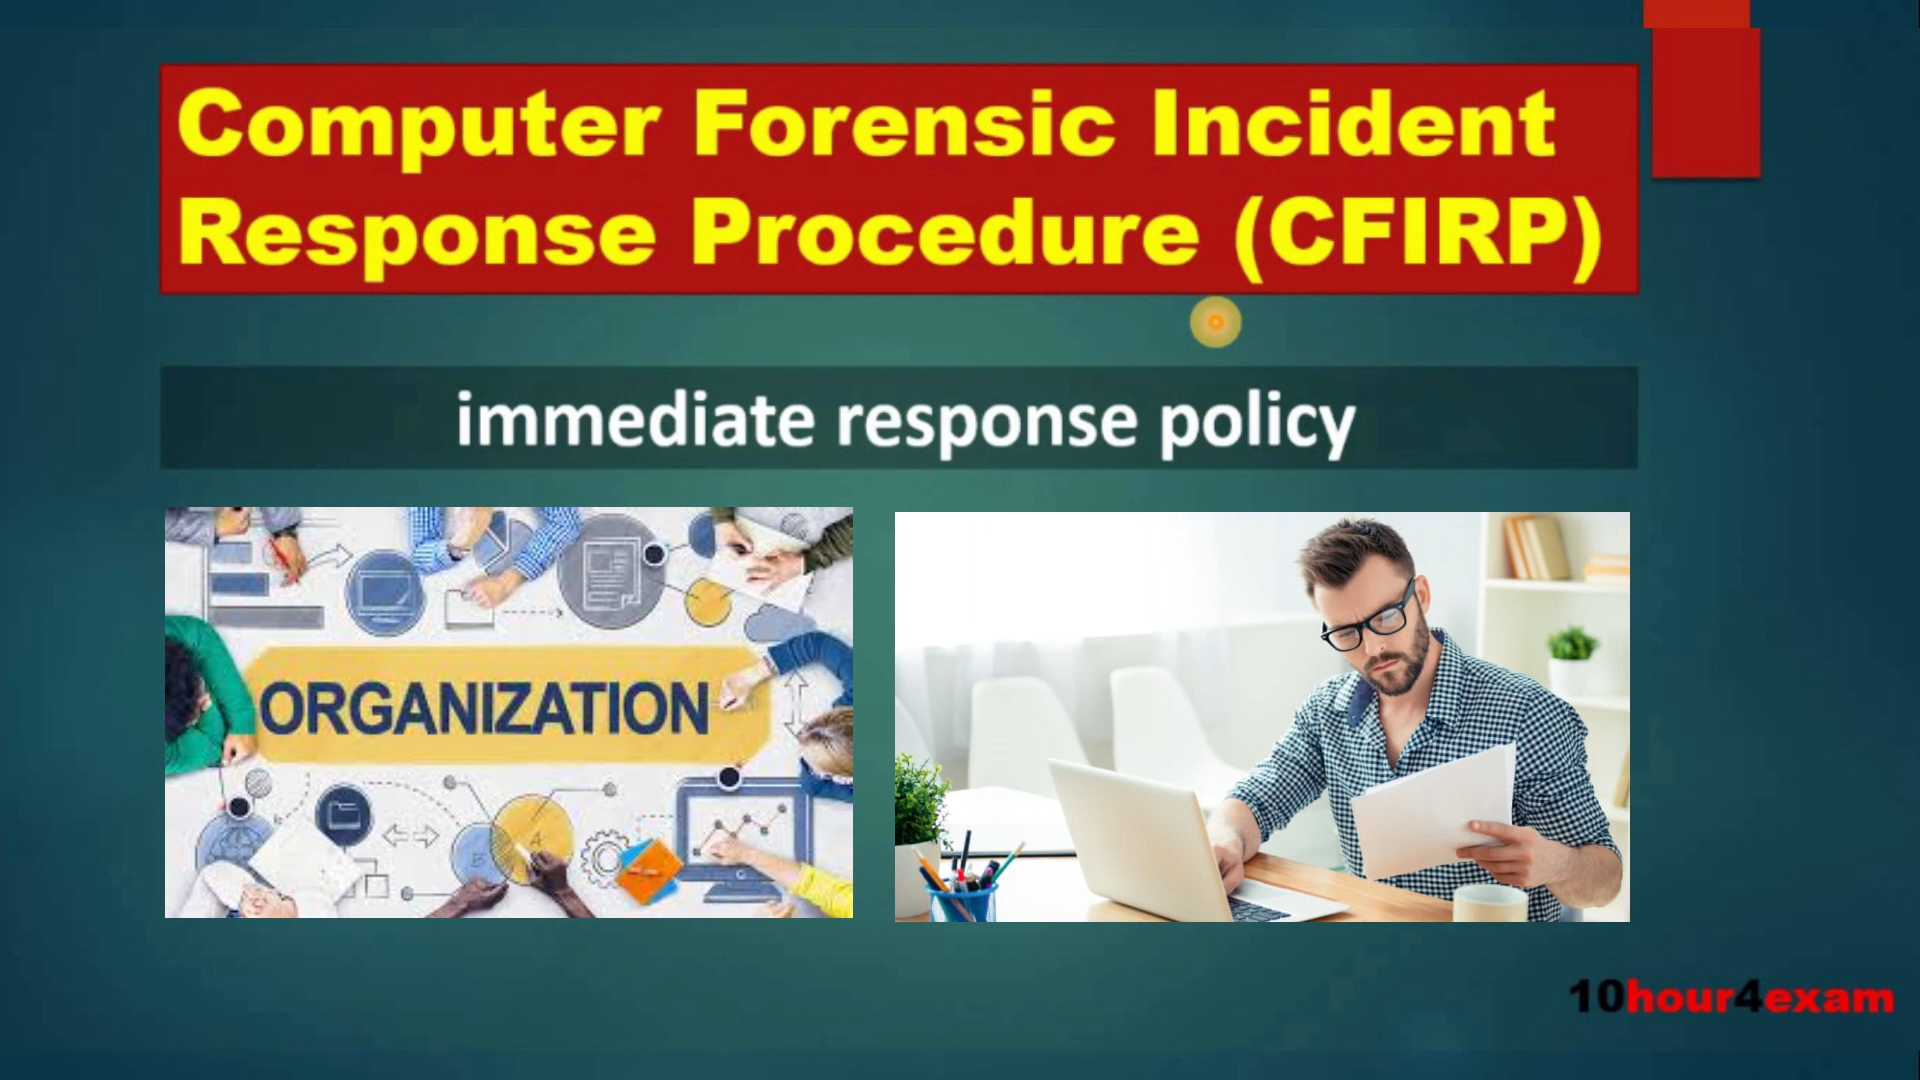 Computer Forensic Incident
Response Procedure (CFIRP)
immediate response policy
ORGANIZATION
B
A
10hour4exam